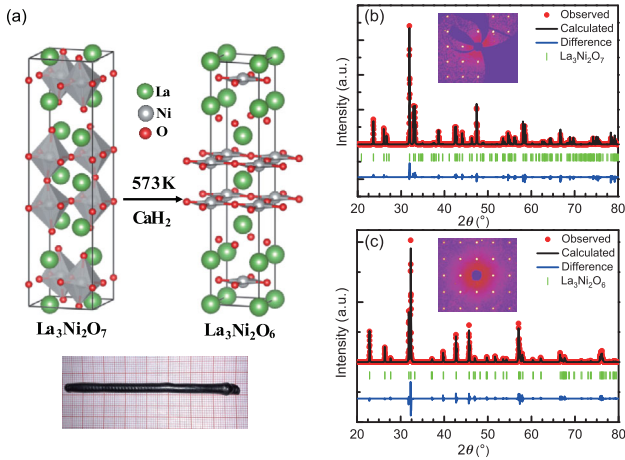 (a)
La
Ni
O
573K
CaH₂
La₃Ni₂O₇
La₃Ni₂O₆
(b)
Observed
Calculated
Difference
La₃Ni₂O₇
Intensity (a.u.)
20 30 40 50 60 70 80
2θ (°)
(c)
Observed
Calculated
Difference
La₃Ni₂O₆
Intensity (a.u.)
20 30 40 50 60 70 80
2θ (°)